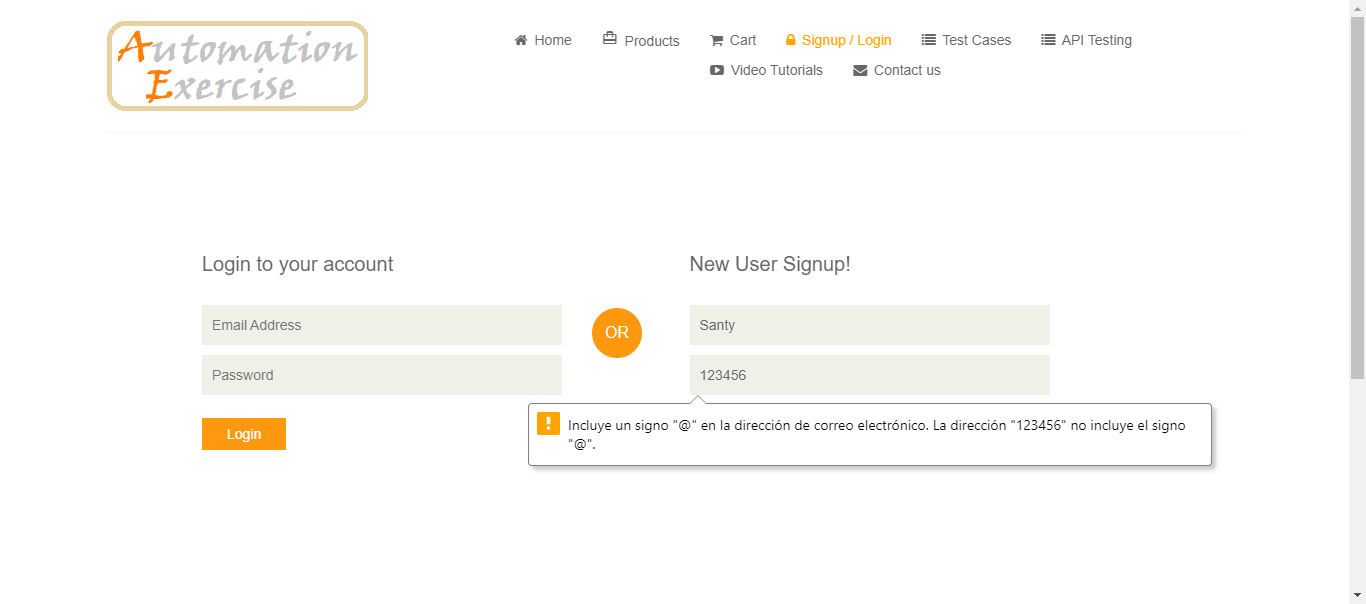 Automation
Exercise
Home
Products
Cart
Signup / Login
Test Cases
API Testing
Video Tutorials
Contact us
Login to your account
Email Address
Password
Login
OR
New User Signup!
Santy
123456
Incluye un signo "@" en la dirección de correo electrónico. La dirección "123456" no incluye el signo
"@".